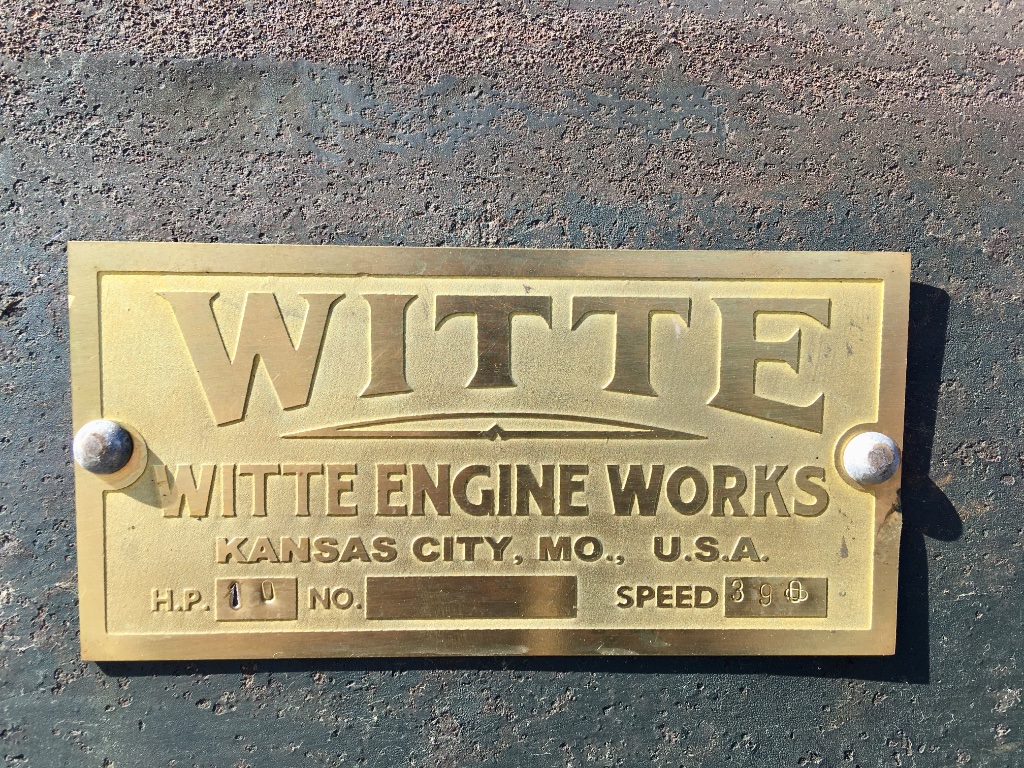 WITTE
WITTE ENGINE WORKS
KANSAS CITY, MO., U.S.A.
H.P. 10 NO. SPEED 390